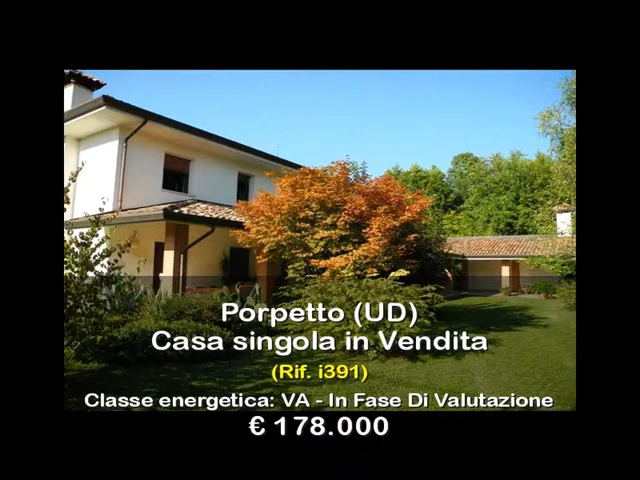 Porpetto (UD)
Casa singola in Vendita
(Rif. i391)
Classe energetica: VA - In Fase Di Valutazione
€ 178.000